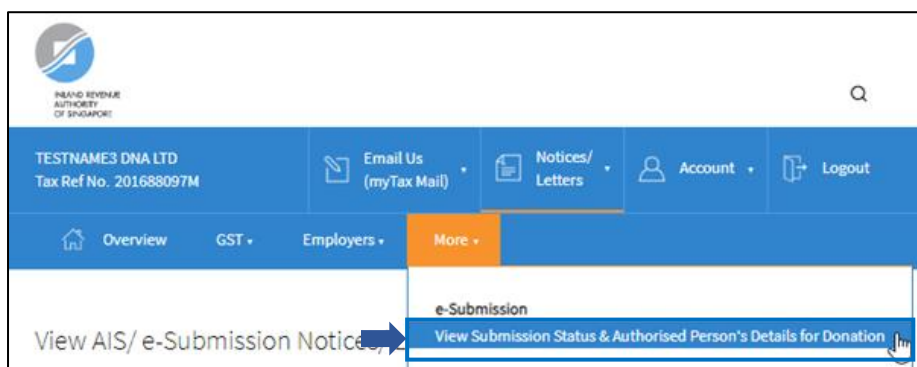 INLAND REVENUE
AUTHORITY
OF SINGAPORE
TESTNAME3 DNA LTD
Tax Ref No. 201688097M
Email Us
(myTax Mail)
Notices/
Letters
Account
Logout
Overview
GST
Employers
More
e-Submission
View Submission Status & Authorised Person's Details for Donation
View AIS/ e-Submission Notices/